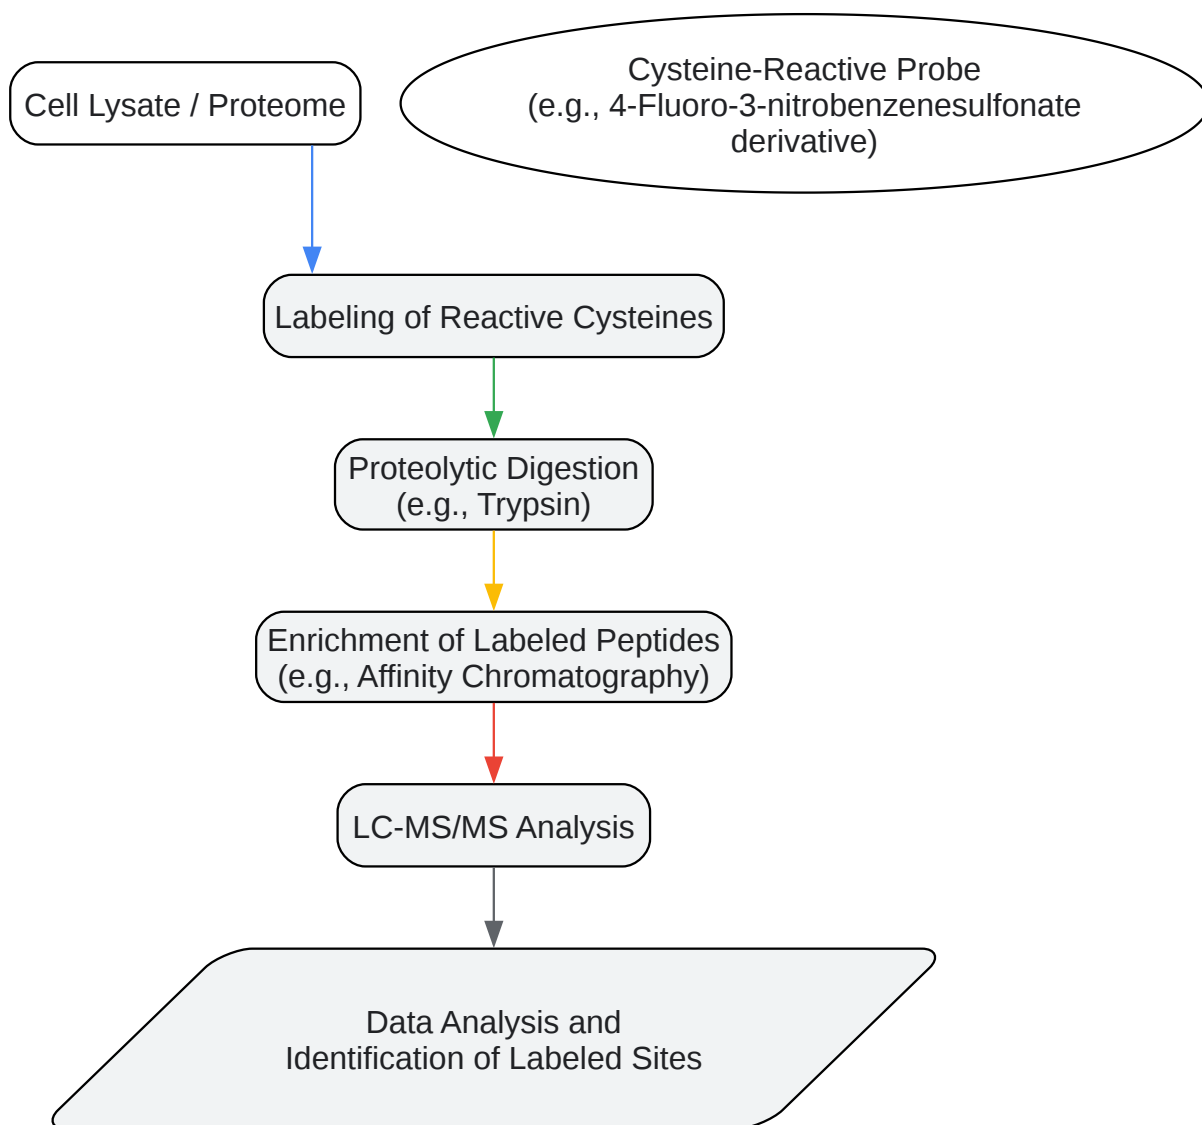 Cell Lysate / Proteome
Cysteine-Reactive Probe
(e.g., 4-Fluoro-3-nitrobenzenesulfonate
derivative)
Labeling of Reactive Cysteines
Proteolytic Digestion
(e.g., Trypsin)
Enrichment of Labeled Peptides
(e.g., Affinity Chromatography)
LC-MS/MS Analysis
Data Analysis and
Identification of Labeled Sites